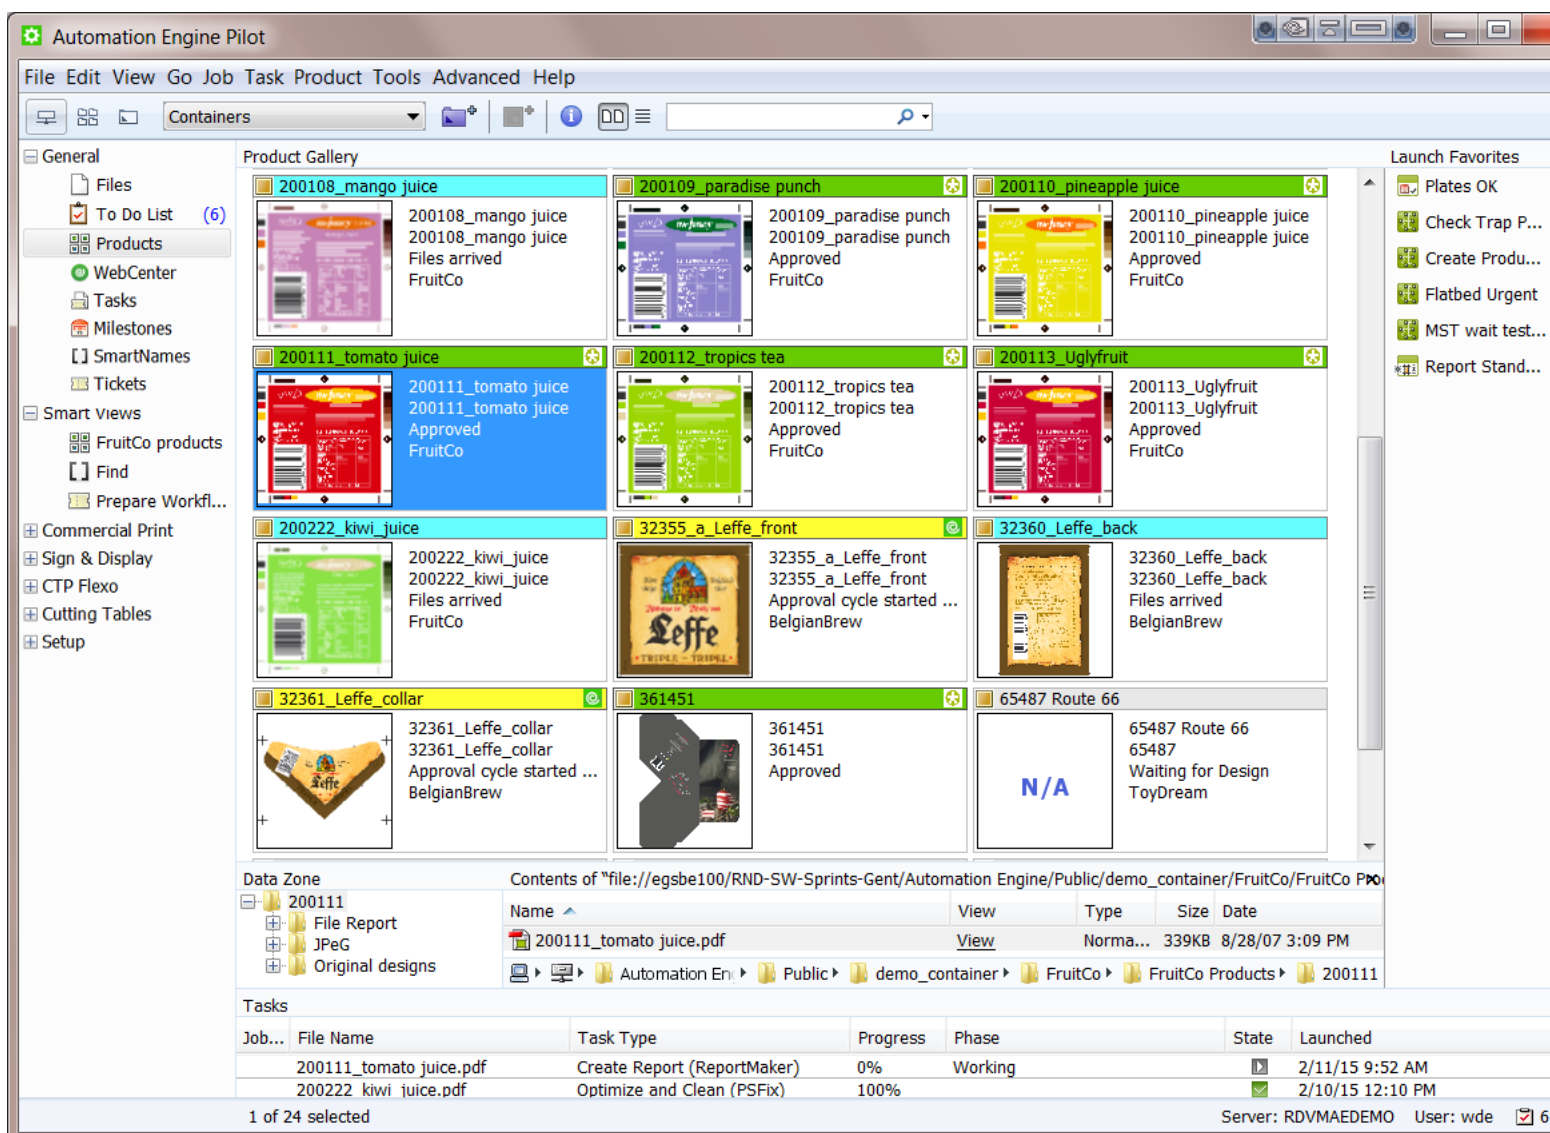 Automation Engine Pilot
File Edit View Go Job Task Product Tools Advanced Help
Containers
General
Files
To Do List (6)
Products
WebCenter
Tasks
Milestones
SmartNames
Tickets
Smart Views
FruitCo products
Find
Prepare Workfl...
Commercial Print
Sign & Display
CTP Flexo
Cutting Tables
Setup
Product Gallery
200108_mango juice
200108_mango juice
200108_mango juice
Files arrived
FruitCo
200109_paradise punch
200109_paradise punch
200109_paradise punch
Approved
FruitCo
200110_pineapple juice
200110_pineapple juice
200110_pineapple juice
Approved
FruitCo
200111_tomato juice
200111_tomato juice
200111_tomato juice
Approved
FruitCo
200112_tropics tea
200112_tropics tea
200112_tropics tea
Approved
FruitCo
200113_Uglyfruit
200113_Uglyfruit
200113_Uglyfruit
Approved
FruitCo
200222_kiwi_juice
200222_kiwi_juice
200222_kiwi_juice
Files arrived
FruitCo
32355_a_Leffe_front
Leffe
TRIPLE - TRIPEL
32355_a_Leffe_front
32355_a_Leffe_front
Approval cycle started ...
BelgianBrew
32360_Leffe_back
32360_Leffe_back
32360_Leffe_back
Files arrived
BelgianBrew
32361_Leffe_collar
Leffe
32361_Leffe_collar
32361_Leffe_collar
Approval cycle started ...
BelgianBrew
361451
361451
361451
Approved
65487 Route 66
N/A
65487 Route 66
65487
Waiting for Design
ToyDream
Launch Favorites
Plates OK
Check Trap P...
Create Produ...
Flatbed Urgent
MST wait test...
Report Stand...
Data Zone
200111
File Report
JPeG
Original designs
Contents of "file://egsbe100/RND-SW-Sprints-Gent/Automation Engine/Public/demo_container/FruitCo/FruitCo
Name View Type Size Date
200111_tomato juice.pdf View Norma... 339KB 8/28/07 3:09 PM
Automation En Public demo_container FruitCo FruitCo Products 200111
Tasks
Job... File Name Task Type Progress Phase State Launched
200111_tomato juice.pdf Create Report (ReportMaker) 0% Working 2/11/15 9:52 AM
200222_kiwi_juice.pdf Optimize and Clean (PSFix) 100% 2/10/15 12:10 PM
1 of 24 selected Server: RDVMAEDEMO User: wde 6